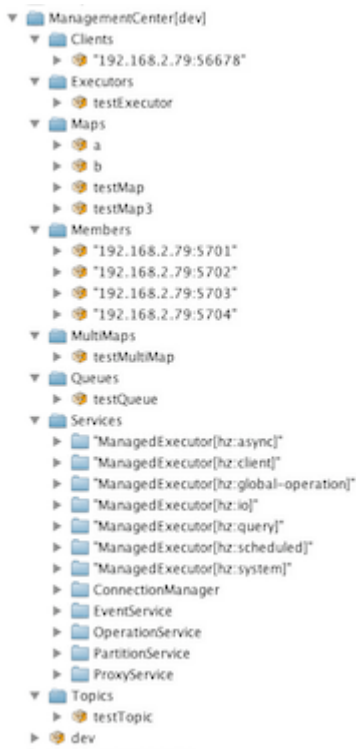 ManagementCenter[dev]
Clients
"192.168.2.79:56678"
Executors
testExecutor
Maps
a
b
testMap
testMap3
Members
"192.168.2.79:5701"
"192.168.2.79:5702"
"192.168.2.79:5703"
"192.168.2.79:5704"
MultiMaps
testMultiMap
Queues
testQueue
Services
"ManagedExecutor[hz:async]"
"ManagedExecutor[hz:client]"
"ManagedExecutor[hz:global-operation]"
"ManagedExecutor[hz:io]"
"ManagedExecutor[hz:query]"
"ManagedExecutor[hz:scheduled]"
"ManagedExecutor[hz:system]"
ConnectionManager
EventService
OperationService
PartitionService
ProxyService
Topics
testTopic
dev